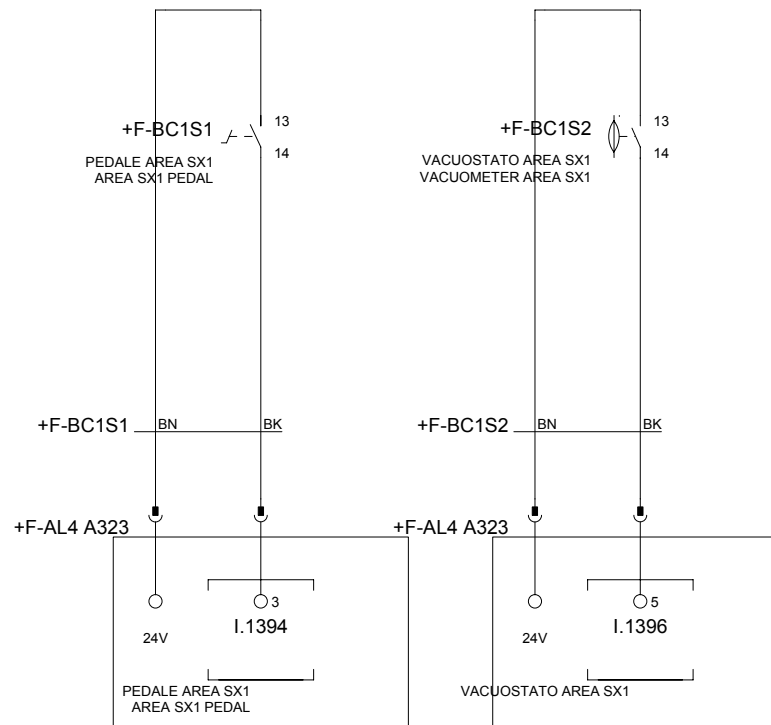 +F-BC1S1
13
14
PEDALE AREA SX1
AREA SX1 PEDAL
+F-BC1S2
13
14
VACUOSTATO AREA SX1
VACUOMETER AREA SX1
+F-BC1S1
BN
BK
+F-BC1S2
BN
BK
+F-AL4 A323
+F-AL4 A323
3
24V
I.1394
5
24V
I.1396
PEDALE AREA SX1
AREA SX1 PEDAL
VACUOSTATO AREA SX1